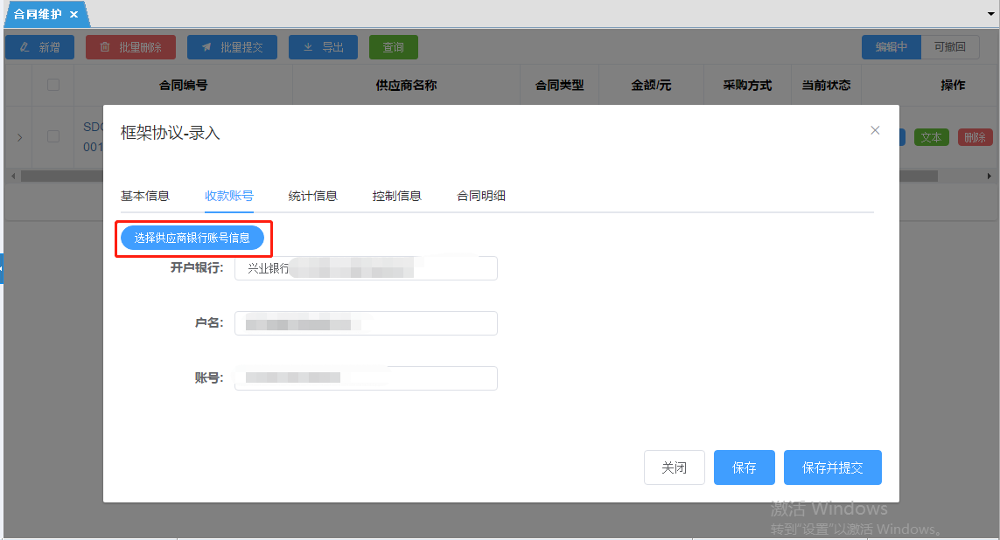 合同维护
新增 批量删除 批量提交 导出 查询 编辑中 可撤回
合同编号 供应商名称 合同类型 金额/元 采购方式 当前状态 操作
框架协议-录入
SDC
001
文本 删除
基本信息 收款账号 统计信息 控制信息 合同明细
选择供应商银行账号信息
开户银行: 兴业银行
户名:
账号:
关闭 保存 保存并提交
激活 Windows
转到"设置"以激活 Windows。